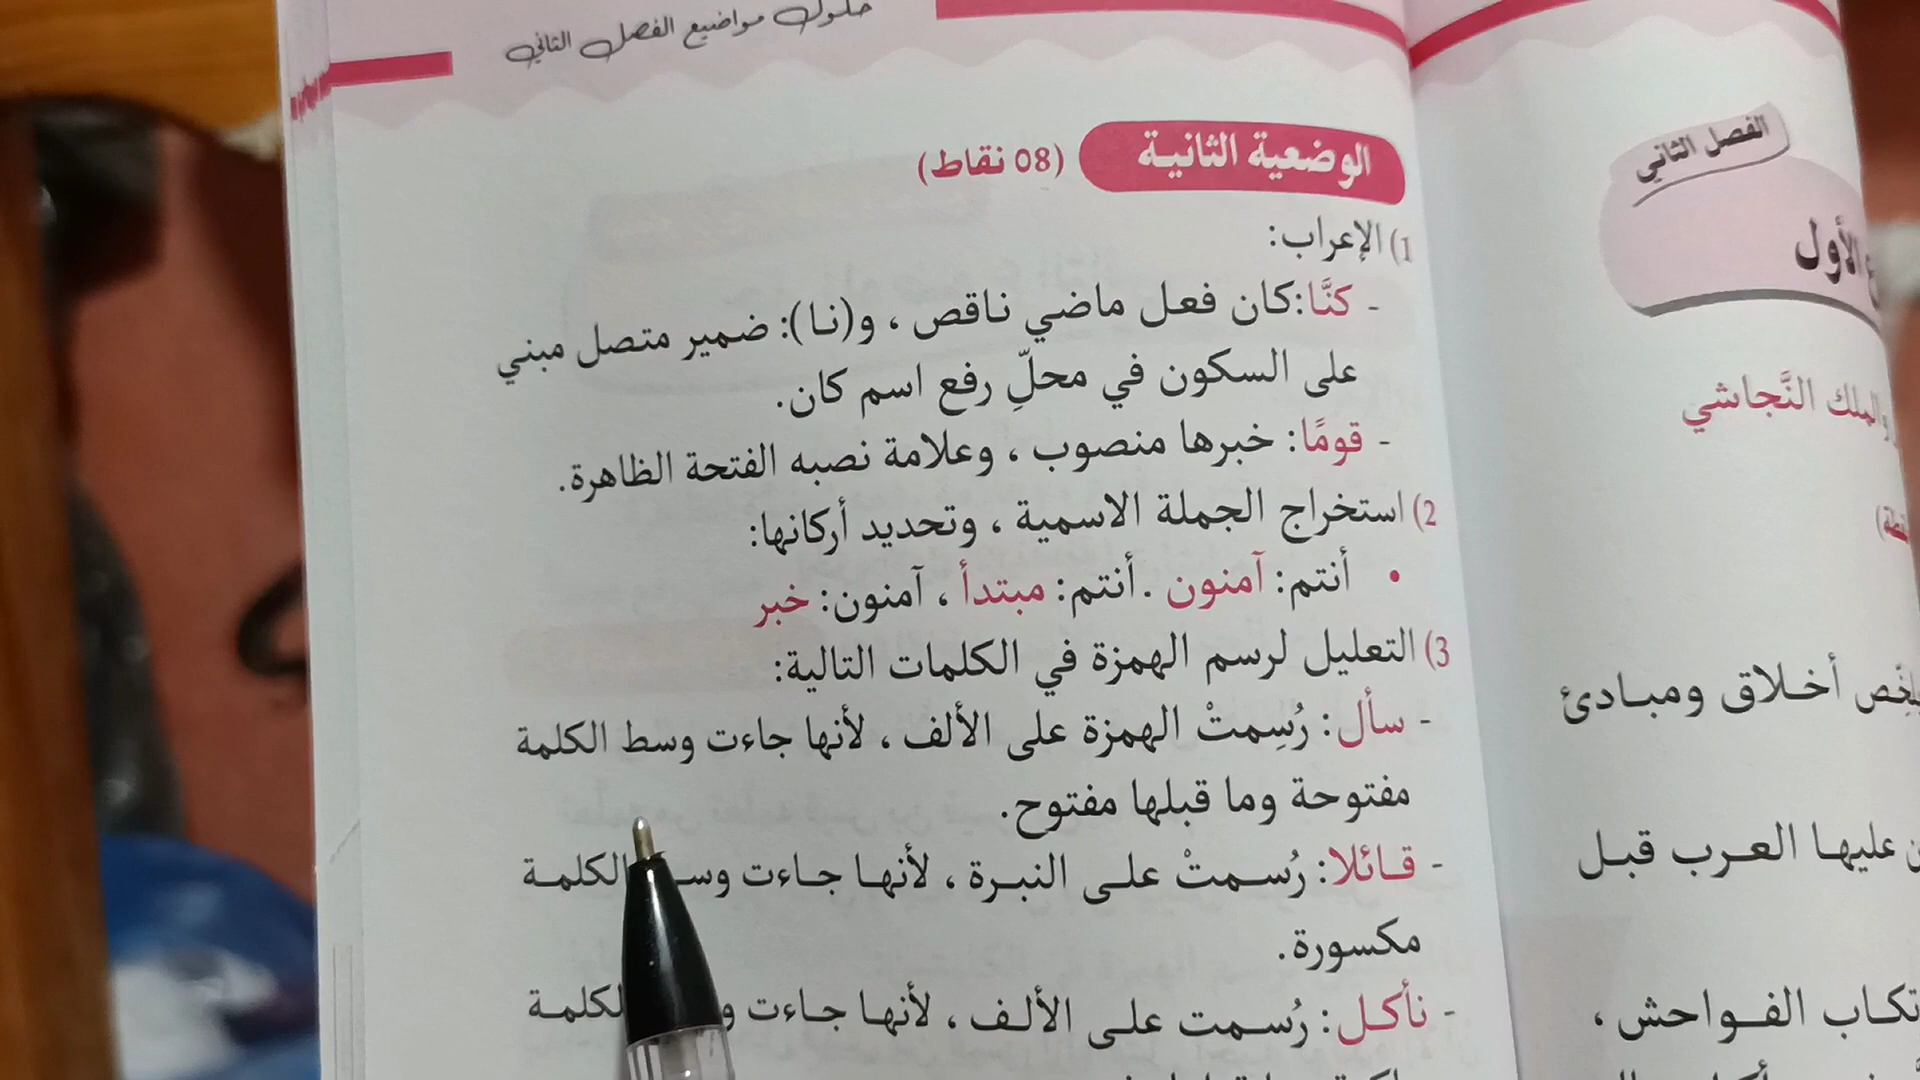 حلول مواضيع الفصل الثاني
الوضعية الثانية (08 نقاط)
1) الإعراب:
- كنَّا: كان فعل ماضي ناقص ، و(نا): ضمير متصل مبني
على السكون في محلِّ رفع اسم كان.
- قومًا: خبرها منصوب ، وعلامة نصبه الفتحة الظاهرة.
2) استخراج الجملة الاسمية ، وتحديد أركانها:
• أنتم: آمنون . أنتم: مبتدأ ، آمنون: خبر
3) التعليل لرسم الهمزة في الكلمات التالية:
- سأل: رُسِمتْ الهمزة على الألف ، لأنها جاءت وسط الكلمة
مفتوحة وما قبلها مفتوح.
- قائلا: رُسمتْ على النبرة ، لأنها جاءت الكلمة
مكسورة.
- نأكل: رُسمت على الألف ، لأنها جاءت
الفصل الثاني
الأول
والملك النَّجاشي
أخلاق ومبادئ
عليها العرب قبل
الفواحش ،